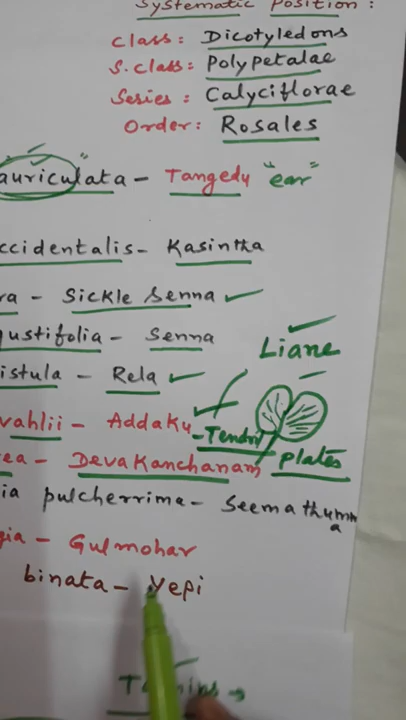 Systematic Position:
Class: Dicotyledons
S.class: Polypetalae
Series: Calyciflorae
Order: Rosales
auriculata - Tangedu "ear"
ccidentalis - Kasintha
ra - Sickle Senna
gustifolia - Senna
Liane
istula - Rela
vahlii - Addaku
- Tendril
ea - Devakanchanam plates
ia pulcherrima - Seemathumma
gia - Gulmohar
binata - Yepi